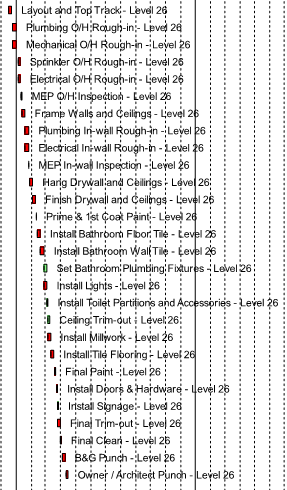 Layout and Top Track - Level 26
Plumbing O/H Rough-in - Level 26
Mechanical O/H Rough-in - Level 26
Sprinkler O/H Rough-in - Level 26
Electrical O/H Rough-in - Level 26
MEP O/H Inspection - Level 26
Frame Walls and Ceilings - Level 26
Plumbing In-wall Rough-in - Level 26
Electrical In-wall Rough-in - Level 26
MEP In-wall Inspection - Level 26
Hang Drywall and Ceilings - Level 26
Finish Drywall and Ceilings - Level 26
Prime & 1st Coat Paint - Level 26
Install Bathroom Floor Tile - Level 26
Install Bathroom Wall Tile - Level 26
Set Bathroom Plumbing Fixtures - Level 26
Install Lights - Level 26
Install Toilet Partitions and Accessories - Level 26
Ceiling Trim-out - Level 26
Install Millwork - Level 26
Install Tile Flooring - Level 26
Final Paint - Level 26
Install Doors & Hardware - Level 26
Install Signage - Level 26
Final Trim-out - Level 26
Final Clean - Level 26
B&G Punch - Level 26
Owner / Architect Punch - Level 26